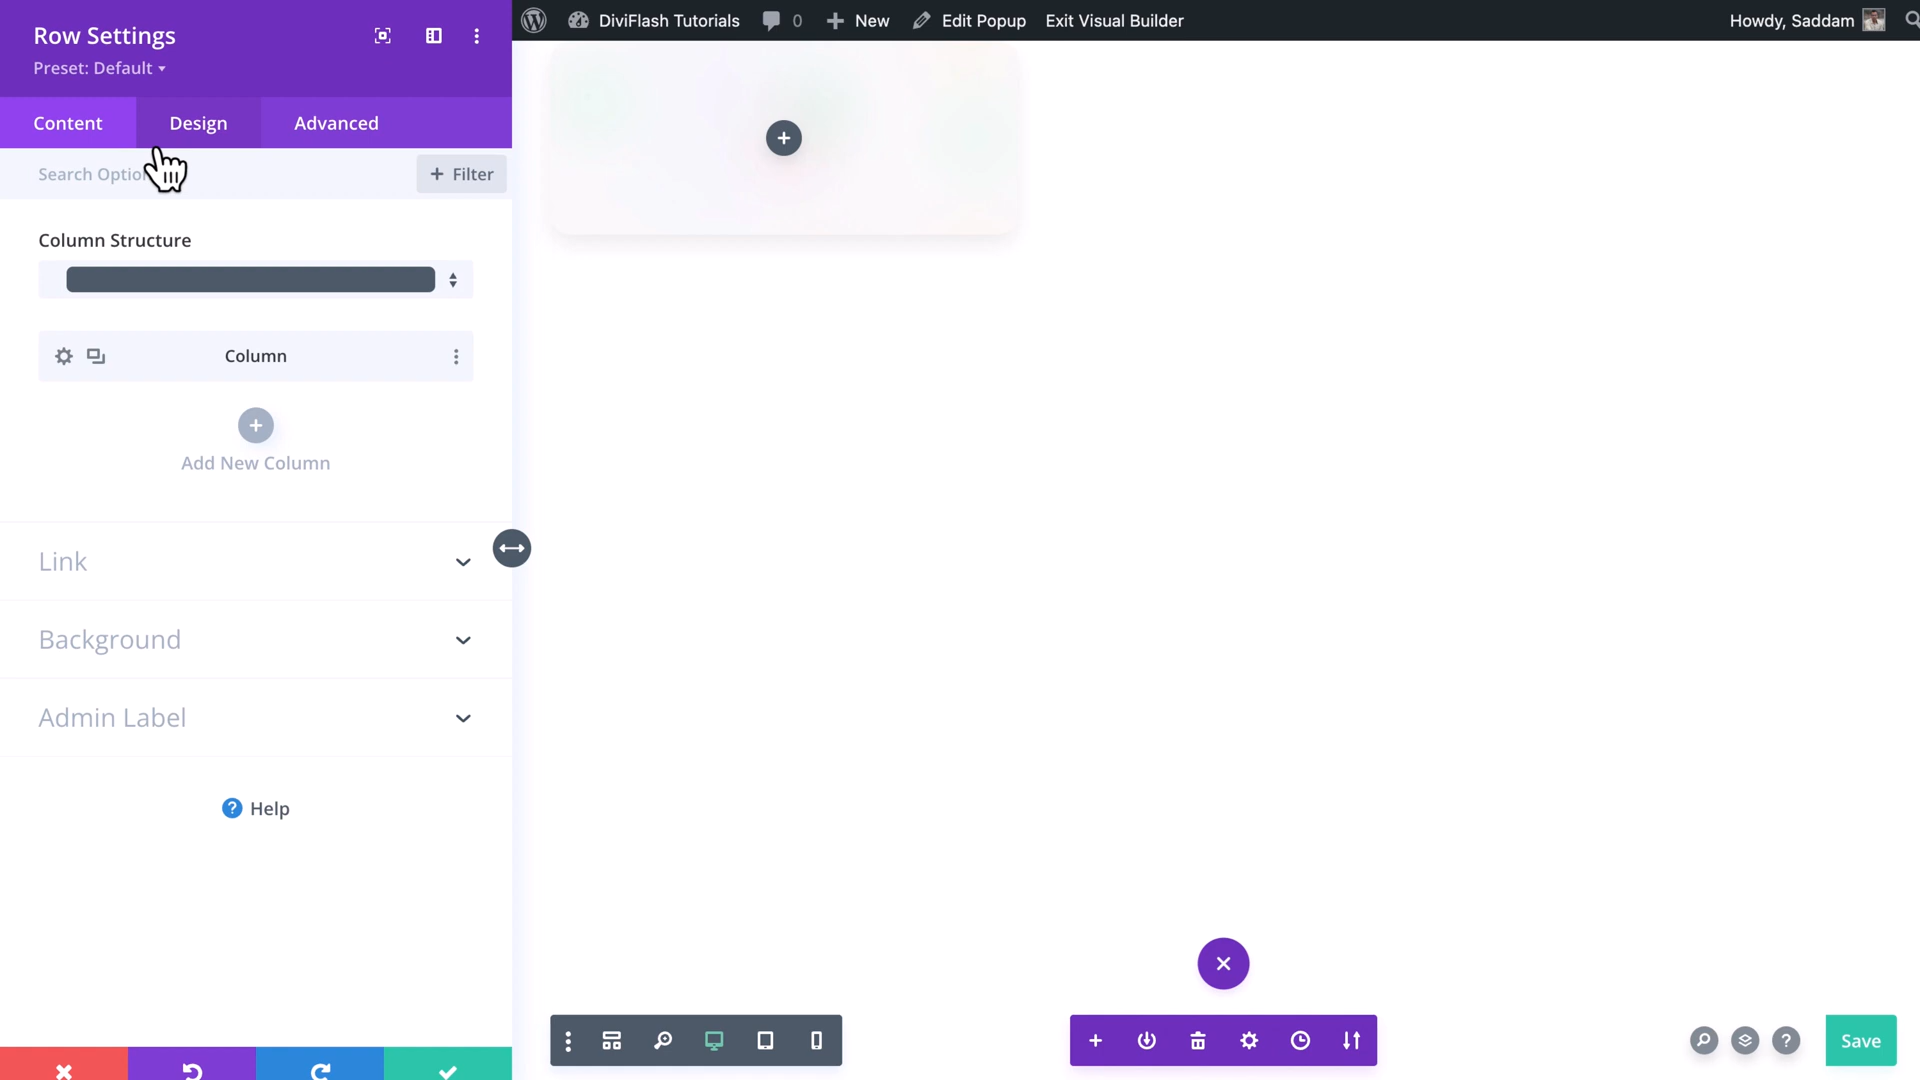 Row Settings
Preset: Default
Content Design Advanced
Search Optio
+ Filter
Column Structure
Column
Add New Column
Link
Background
Admin Label
? Help
DiviFlash Tutorials 0 New Edit Popup Exit Visual Builder Howdy, Saddam
?
Save